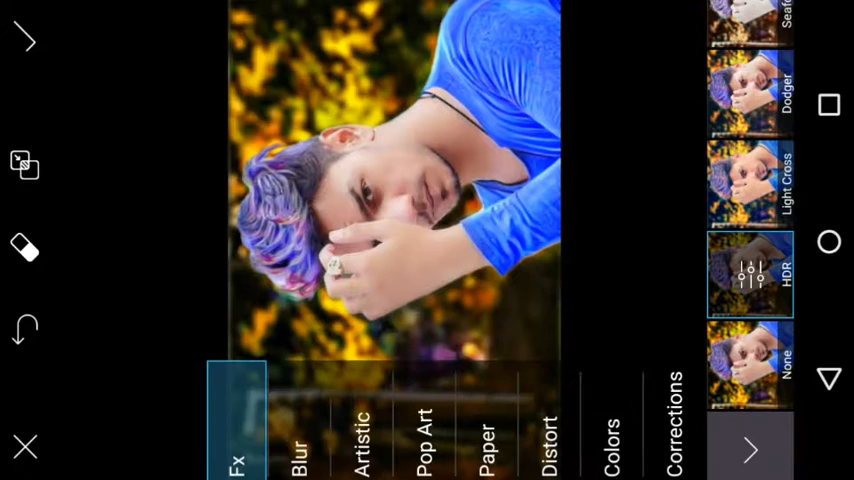 Fx
Blur
Artistic
Pop Art
Paper
Distort
Colors
Corrections
None
HDR
Light Cross
Dodger
Seafo